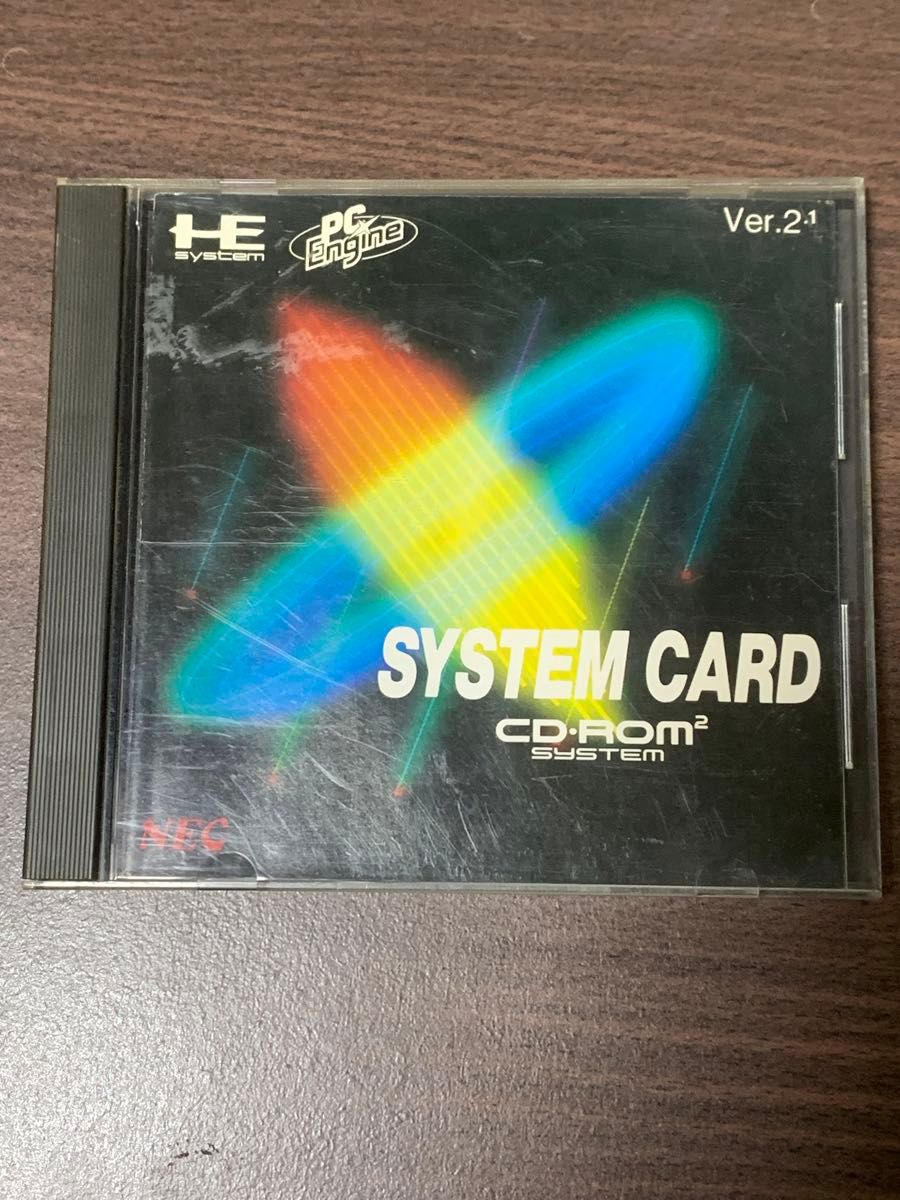 HE
system
PC
Engine
Ver.2.1
SYSTEM CARD
CD·ROM²
SYSTEM
NEC